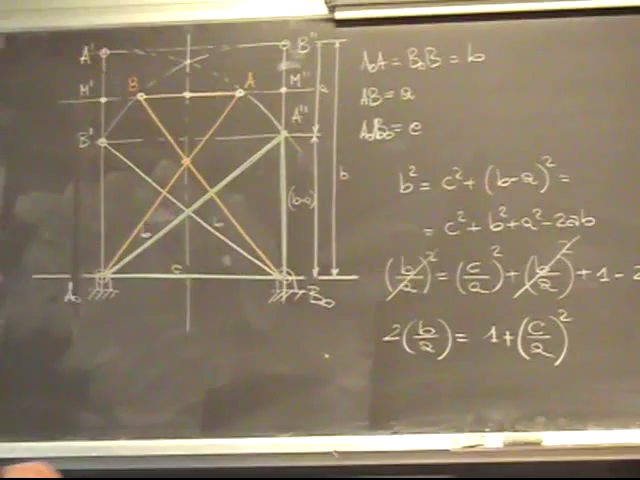 A' B''
M' B A M''
B' A''
a
b
(b-a)
b b
c
A₀ B₀
A₀A = B₀B = b
AB = a
A₀B₀ = c
b² = c² + (b-a)² =
= c² + b² + a² - 2ab
(b/a)² = (c/a)² + (b/a)² + 1 - 2
2(b/a) = 1 + (c/a)²